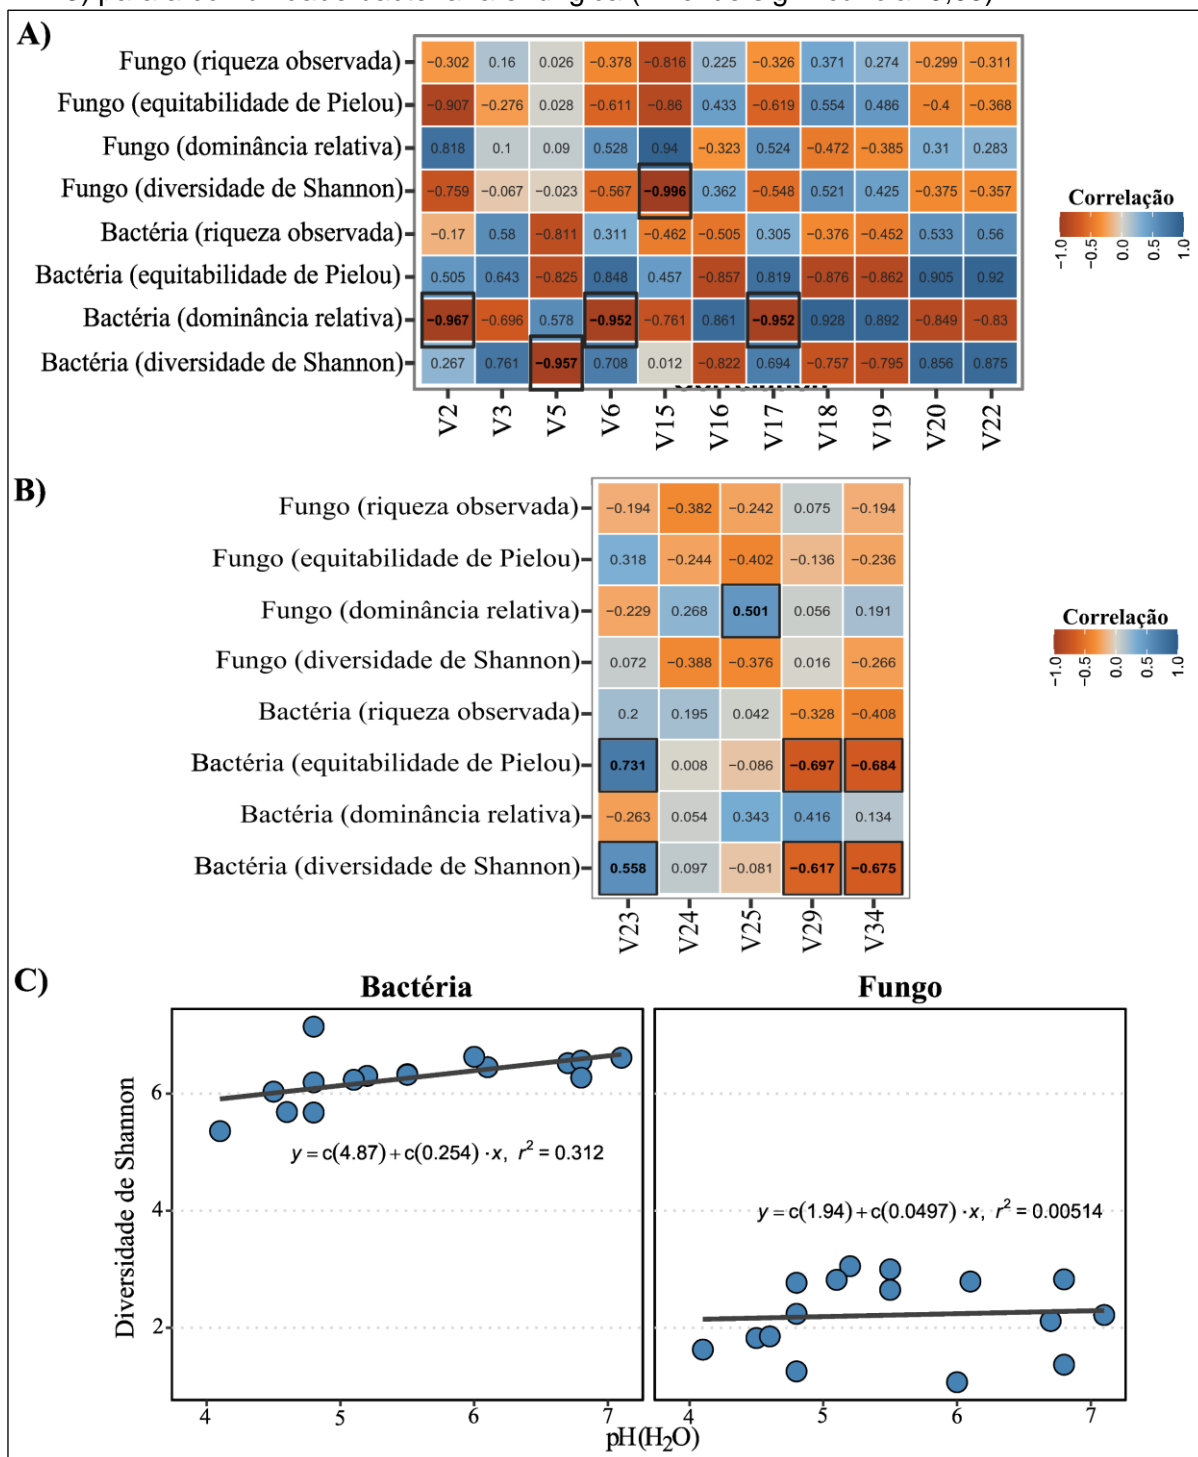 A)
Fungo (riqueza observada) −0.302 0.16 0.026 −0.378 −0.816 0.225 −0.326 0.371 0.274 −0.299 −0.311
Fungo (equitabilidade de Pielou) −0.907 −0.276 0.028 −0.611 −0.86 0.433 −0.619 0.554 0.486 −0.4 −0.368
Fungo (dominância relativa) 0.818 0.1 0.09 0.528 0.94 −0.323 0.524 −0.472 −0.385 0.31 0.283
Fungo (diversidade de Shannon) −0.759 −0.067 −0.023 −0.567 −0.996 0.362 −0.548 0.521 0.425 −0.375 −0.357
Bactéria (riqueza observada) −0.17 0.58 −0.811 0.311 −0.462 −0.505 0.305 −0.376 −0.452 0.533 0.56
Bactéria (equitabilidade de Pielou) 0.505 0.643 −0.825 0.848 0.457 −0.857 0.819 −0.876 −0.862 0.905 0.92
Bactéria (dominância relativa) −0.967 −0.696 0.578 −0.952 −0.761 0.861 −0.952 0.928 0.892 −0.849 −0.83
Bactéria (diversidade de Shannon) 0.267 0.761 −0.957 0.708 0.012 −0.822 0.694 −0.757 −0.795 0.856 0.875
V2 V3 V5 V6 V15 V16 V17 V18 V19 V20 V22
Correlação
−1.0 −0.5 0.0 0.5 1.0
B)
Fungo (riqueza observada) −0.194 −0.382 −0.242 0.075 −0.194
Fungo (equitabilidade de Pielou) 0.318 −0.244 −0.402 −0.136 −0.236
Fungo (dominância relativa) −0.229 0.268 0.501 0.056 0.191
Fungo (diversidade de Shannon) 0.072 −0.388 −0.376 0.016 −0.266
Bactéria (riqueza observada) 0.2 0.195 0.042 −0.328 −0.408
Bactéria (equitabilidade de Pielou) 0.731 0.008 −0.086 −0.697 −0.684
Bactéria (dominância relativa) −0.263 0.054 0.343 0.416 0.134
Bactéria (diversidade de Shannon) 0.558 0.097 −0.081 −0.617 −0.675
V23 V24 V25 V29 V34
Correlação
−1.0 −0.5 0.0 0.5 1.0
C)
Bactéria Fungo
Diversidade de Shannon
6
4
2
y = c(4.87) + c(0.254) · x, r² = 0.312
y = c(1.94) + c(0.0497) · x, r² = 0.00514
4 5 6 7 4 5 6 7
pH(H₂O)